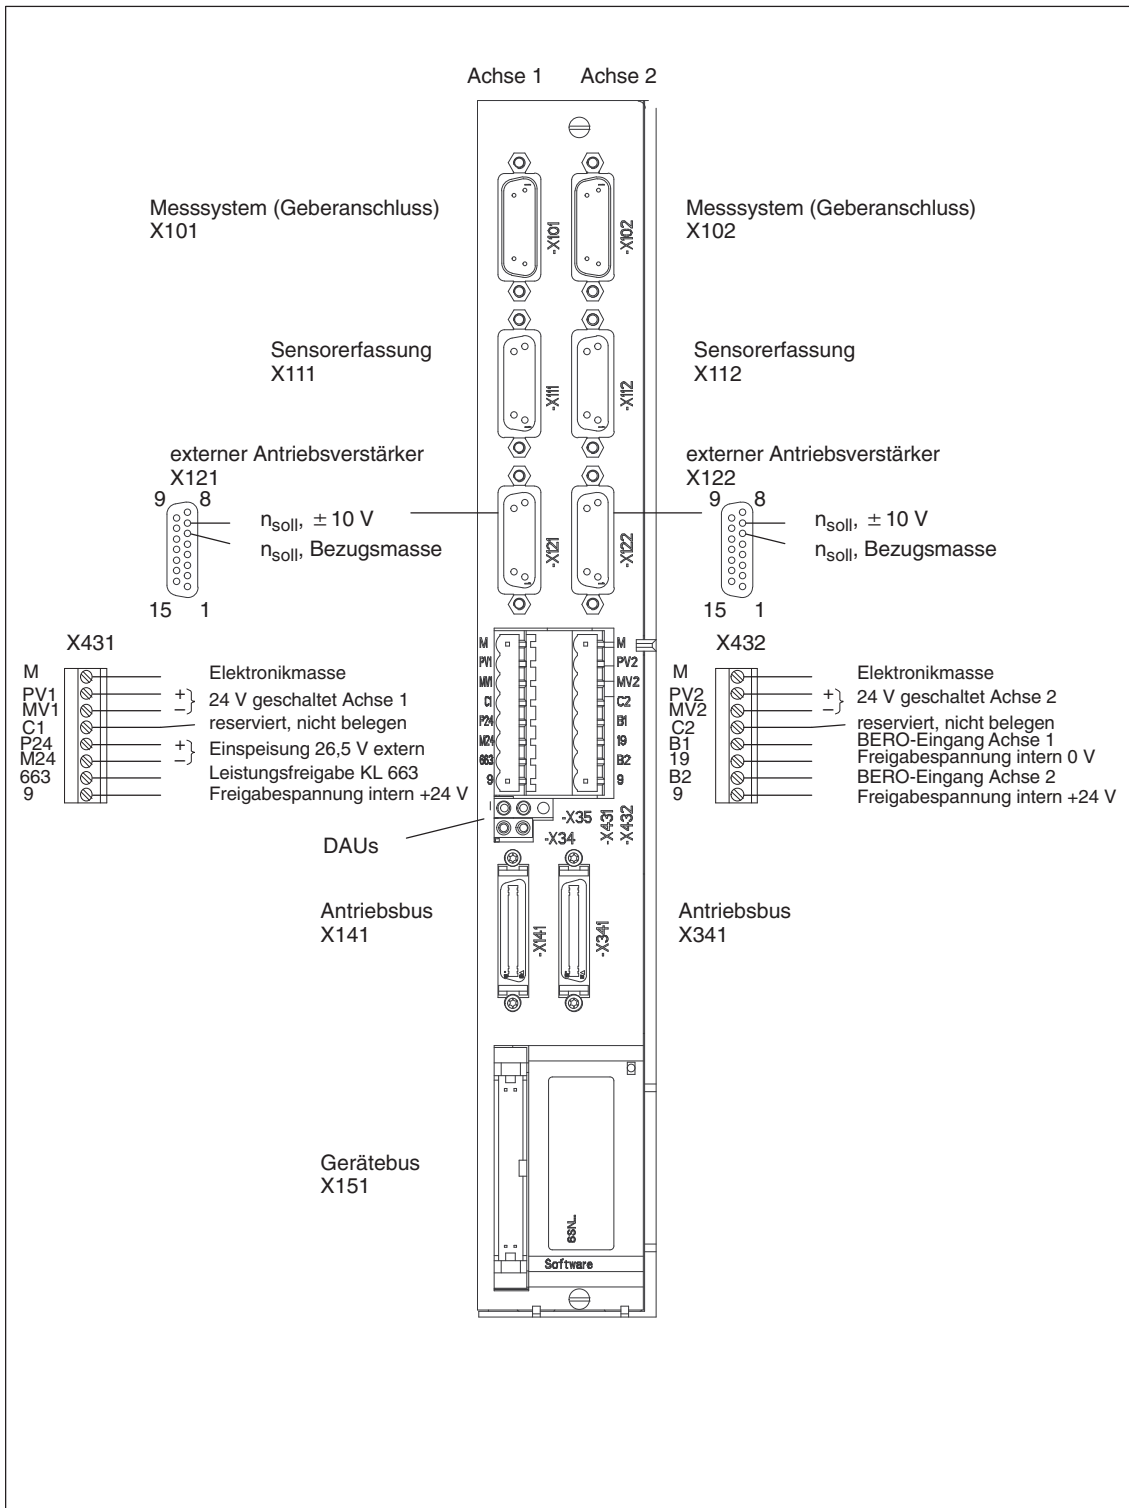 Achse 1 Achse 2
Messsystem (Geberanschluss)
X101
Messsystem (Geberanschluss)
X102
-X101
-X102
Sensorerfassung
X111
Sensorerfassung
X112
-X111
-X112
externer Antriebsverstärker
X121
9 8
n_soll, ± 10 V
n_soll, Bezugsmasse
15 1
externer Antriebsverstärker
X122
9 8
n_soll, ± 10 V
n_soll, Bezugsmasse
15 1
-X121
-X122
X431
M Elektronikmasse
PV1 + 24 V geschaltet Achse 1
MV1 −
C1 reserviert, nicht belegen
P24 + Einspeisung 26,5 V extern
M24 −
663 Leistungsfreigabe KL 663
9 Freigabespannung intern +24 V
M M
PV1 PV2
MV1 MV2
C1 C2
P24 B1
M24 19
663 B2
9 9
X432
M Elektronikmasse
PV2 + 24 V geschaltet Achse 2
MV2 −
C2 reserviert, nicht belegen
B1 BERO-Eingang Achse 1
19 Freigabespannung intern 0 V
B2 BERO-Eingang Achse 2
9 Freigabespannung intern +24 V
-X35
-X34
-X431
-X432
DAUs
Antriebsbus
X141
Antriebsbus
X341
-X141
-X341
Gerätebus
X151
6SN1.
Software